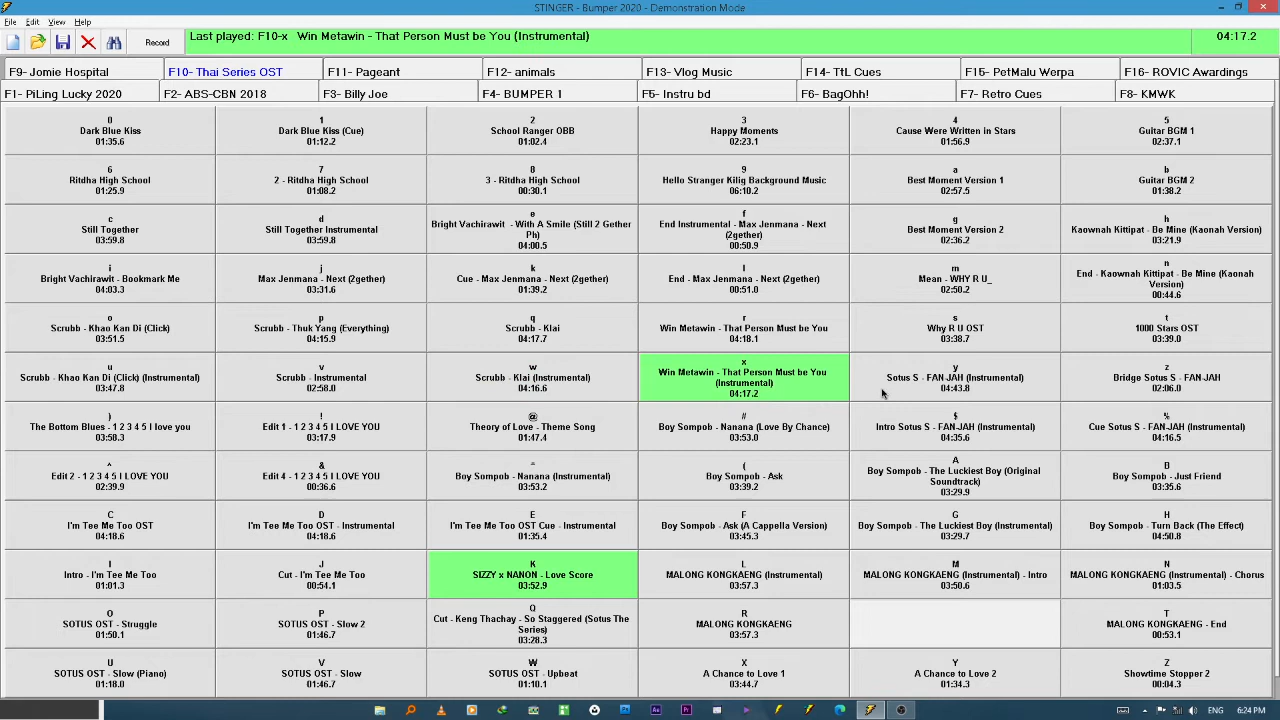 STINGER - Bumper 2020 - Demonstration Mode
File Edit View Help
Record
Last played: F10-x Win Metawin - That Person Must be You (Instrumental)
04:17.2
F9- Jomie Hospital
F10- Thai Series OST
F11- Pageant
F12- animals
F13- Vlog Music
F14- TtL Cues
F15- PetMalu Werpa
F16- ROVIC Awardings
F1- PiLing Lucky 2020
F2- ABS-CBN 2018
F3- Billy Joe
F4- BUMPER 1
F5- Instru bd
F6- BagOhh!
F7- Retro Cues
F8- KMWK
0
Dark Blue Kiss
01:35.6
1
Dark Blue Kiss (Cue)
01:12.2
2
School Ranger OBB
01:02.4
3
Happy Moments
02:23.1
4
Cause Were Written in Stars
01:56.9
5
Guitar BGM 1
02:37.1
6
Ritdha High School
01:25.9
7
2 - Ritdha High School
01:08.2
8
3 - Ritdha High School
00:30.1
9
Hello Stranger Kilig Background Music
06:10.2
a
Best Moment Version 1
02:57.5
b
Guitar BGM 2
01:38.2
c
Still Together
03:59.8
d
Still Together Instrumental
03:59.8
e
Bright Vachirawit - With A Smile (Still 2 Gether
Ph)
04:00.5
f
End Instrumental - Max Jenmana - Next
(2gether)
00:50.9
g
Best Moment Version 2
02:36.2
h
Kaownah Kittipat - Be Mine (Kaonah Version)
03:21.9
i
Bright Vachirawit - Bookmark Me
04:03.3
j
Max Jenmana - Next (2gether)
03:31.6
k
Cue - Max Jenmana - Next (2gether)
01:39.2
l
End - Max Jenmana - Next (2gether)
00:51.0
m
Mean - WHY R U_
02:50.2
n
End - Kaownah Kittipat - Be Mine (Kaonah
Version)
00:44.6
o
Scrubb - Khao Kan Di (Click)
03:51.5
p
Scrubb - Thuk Yang (Everything)
04:15.9
q
Scrubb - Klai
04:17.7
r
Win Metawin - That Person Must be You
04:18.1
s
Why R U OST
03:38.7
t
1000 Stars OST
03:39.0
u
Scrubb - Khao Kan Di (Click) (Instrumental)
03:47.8
v
Scrubb - Instrumental
02:58.0
w
Scrubb - Klai (Instrumental)
04:16.6
x
Win Metawin - That Person Must be You
(Instrumental)
04:17.2
y
Sotus S - FAN-JAH (Instrumental)
04:43.8
z
Bridge Sotus S - FAN-JAH
02:06.0
)
The Bottom Blues - 1 2 3 4 5 I love you
03:58.3
!
Edit 1 - 1 2 3 4 5 I LOVE YOU
03:17.9
@
Theory of Love - Theme Song
01:47.4
#
Boy Sompob - Nanana (Love By Chance)
03:53.0
$
Intro Sotus S - FAN-JAH (Instrumental)
04:35.6
%
Cue Sotus S - FAN-JAH (Instrumental)
04:16.5
^
Edit 2 - 1 2 3 4 5 I LOVE YOU
02:39.9
&
Edit 4 - 1 2 3 4 5 I LOVE YOU
00:36.6
Boy Sompob - Nanana (Instrumental)
03:53.2
(
Boy Sompob - Ask
03:39.2
A
Boy Sompob - The Luckiest Boy (Original
Soundtrack)
03:29.9
B
Boy Sompob - Just Friend
03:35.6
C
I'm Tee Me Too OST
04:18.6
D
I'm Tee Me Too OST - Instrumental
04:18.6
E
I'm Tee Me Too OST Cue - Instrumental
01:35.4
F
Boy Sompob - Ask (A Cappella Version)
03:45.3
G
Boy Sompob - The Luckiest Boy (Instrumental)
03:29.7
H
Boy Sompob - Turn Back (The Effect)
04:50.8
I
Intro - I'm Tee Me Too
01:01.3
J
Cut - I'm Tee Me Too
00:54.1
K
SIZZY x NANON - Love Score
03:52.9
L
MALONG KONGKAENG (Instrumental)
03:57.3
M
MALONG KONGKAENG (Instrumental) - Intro
03:50.6
N
MALONG KONGKAENG (Instrumental) - Chorus
01:03.5
O
SOTUS OST - Struggle
01:50.1
P
SOTUS OST - Slow 2
01:46.7
Q
Cut - Keng Thachay - So Staggered (Sotus The
Series)
03:28.3
R
MALONG KONGKAENG
03:57.3
T
MALONG KONGKAENG - End
00:53.1
U
SOTUS OST - Slow (Piano)
01:18.0
V
SOTUS OST - Slow
01:46.7
W
SOTUS OST - Upbeat
01:10.1
X
A Chance to Love 1
03:44.7
Y
A Chance to Love 2
01:34.3
Z
Showtime Stopper 2
00:04.3
6:24 PM